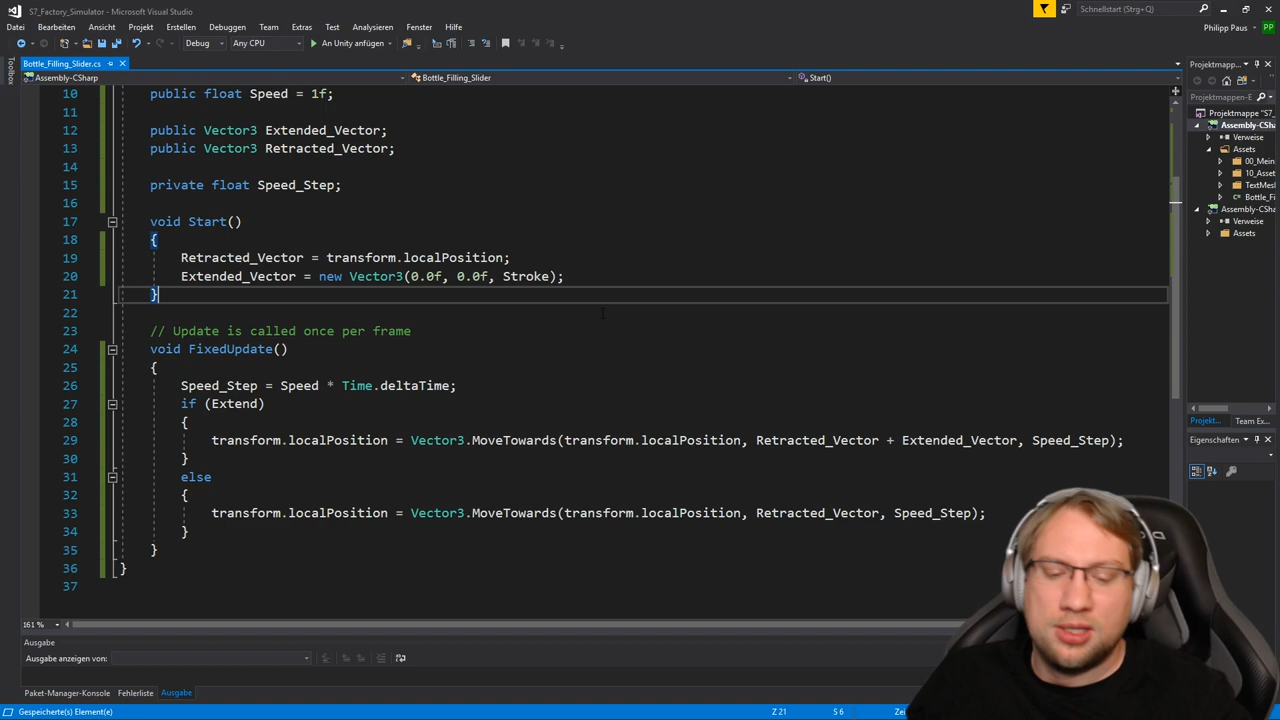 S7_Factory_Simulator - Microsoft Visual Studio
Schnellstart (Strg+Q)
Datei Bearbeiten Ansicht Projekt Erstellen Debuggen Team Extras Test Analysieren Fenster Hilfe
Philipp Paus PP
Debug Any CPU An Unity anfügen
Toolbox
Bottle_Filling_Slider.cs
Projektmapp...
Assembly-CSharp Bottle_Filling_Slider Start()
10 public float Speed = 1f;
11
12 public Vector3 Extended_Vector;
13 public Vector3 Retracted_Vector;
14
15 private float Speed_Step;
16
17 void Start()
18 {
19 Retracted_Vector = transform.localPosition;
20 Extended_Vector = new Vector3(0.0f, 0.0f, Stroke);
21 }
22
23 // Update is called once per frame
24 void FixedUpdate()
25 {
26 Speed_Step = Speed * Time.deltaTime;
27 if (Extend)
28 {
29 transform.localPosition = Vector3.MoveTowards(transform.localPosition, Retracted_Vector + Extended_Vector, Speed_Step);
30 }
31 else
32 {
33 transform.localPosition = Vector3.MoveTowards(transform.localPosition, Retracted_Vector, Speed_Step);
34 }
35 }
36 }
37
Projektmappen-E
Projektmappe "S7_
Assembly-CSha
Verweise
Assets
00_Mein
10_Asset
TextMesh
Bottle_Fi
Assembly-CSha
Verweise
Assets
Projekt... Team Ex...
Eigenschaften
161 %
Ausgabe
Ausgabe anzeigen von:
Paket-Manager-Konsole Fehlerliste Ausgabe
Gespeicherte(s) Element(e) Z 21 S 6 Zei